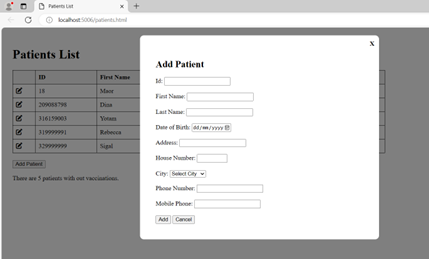 Patients List
localhost:5006/patients.html
Patients List
ID First Name
18 Maor
209088798 Dina
316159003 Yotam
319999991 Rebecca
329999999 Sigal
Add Patient
There are 5 patients with out vaccinations.
X
Add Patient
Id:
First Name:
Last Name:
Date of Birth: dd/mm/yyyy
Address:
House Number:
City: Select City
Phone Number:
Mobile Phone:
Add Cancel